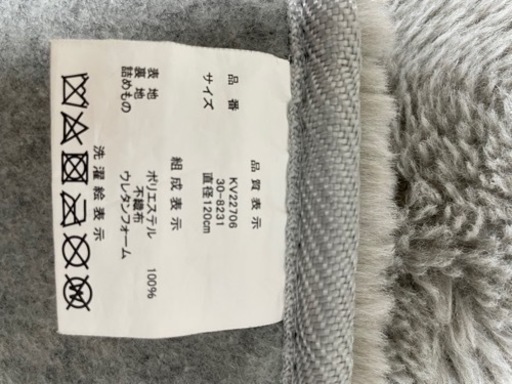 品質表示
品番 KV22706
30-8231
サイズ 直径120cm
組成表示
表地 ポリエステル 100%
裏地 不織布
詰めもの ウレタンフォーム
洗濯絵表示